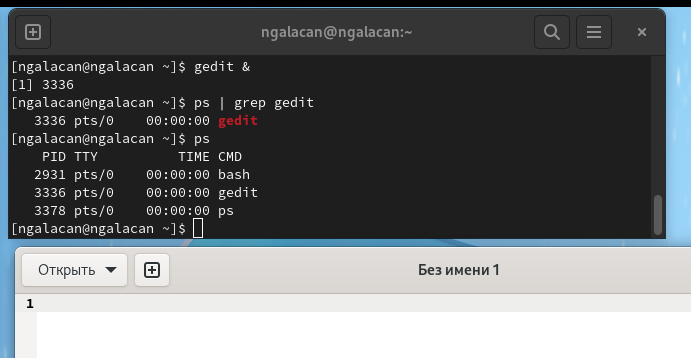 ngalacan@ngalacan:~
[ngalacan@ngalacan ~]$ gedit &
[1] 3336
[ngalacan@ngalacan ~]$ ps | grep gedit
   3336 pts/0    00:00:00 gedit
[ngalacan@ngalacan ~]$ ps
    PID TTY          TIME CMD
   2931 pts/0    00:00:00 bash
   3336 pts/0    00:00:00 gedit
   3378 pts/0    00:00:00 ps
[ngalacan@ngalacan ~]$
Открыть Без имени 1
1